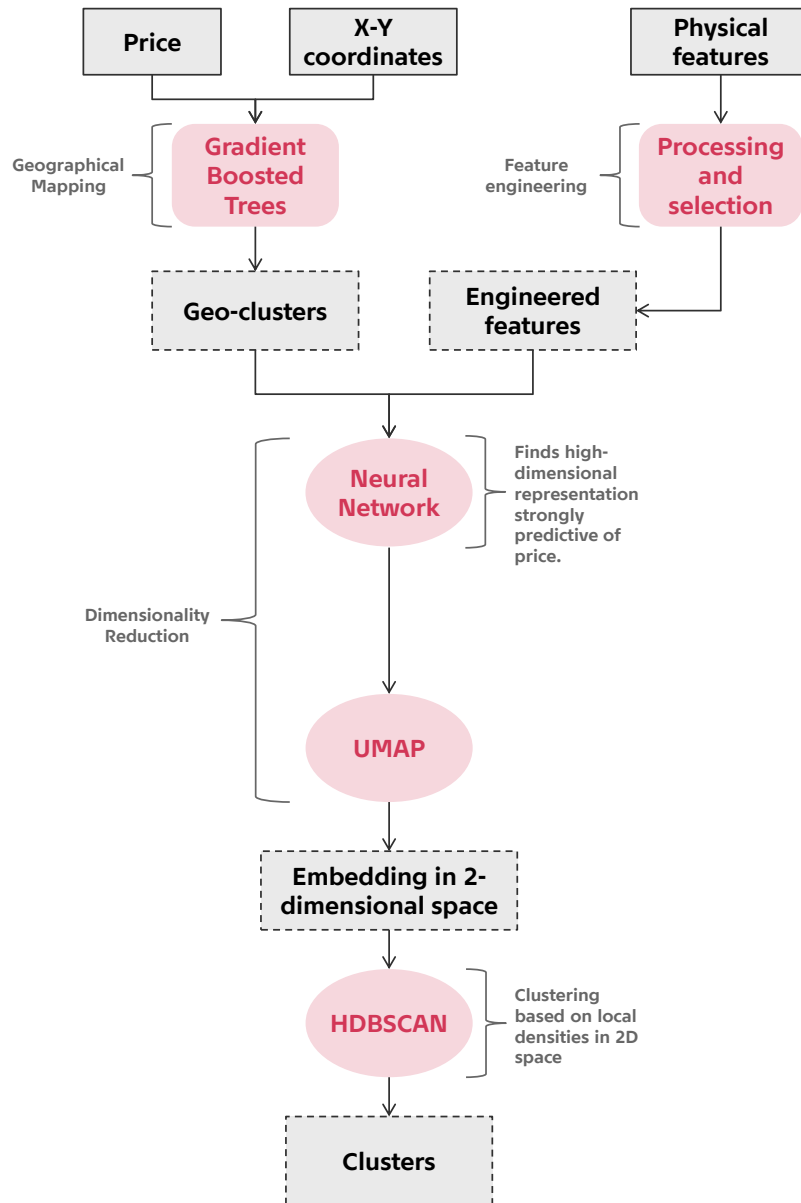 Price
X-Y
coordinates
Physical
features
Geographical
Mapping
Gradient
Boosted
Trees
Feature
engineering
Processing
and
selection
Geo-clusters
Engineered
features
Neural
Network
Finds high-
dimensional
representation
strongly
predictive of
price.
Dimensionality
Reduction
UMAP
Embedding in 2-
dimensional space
HDBSCAN
Clustering
based on local
densities in 2D
space
Clusters